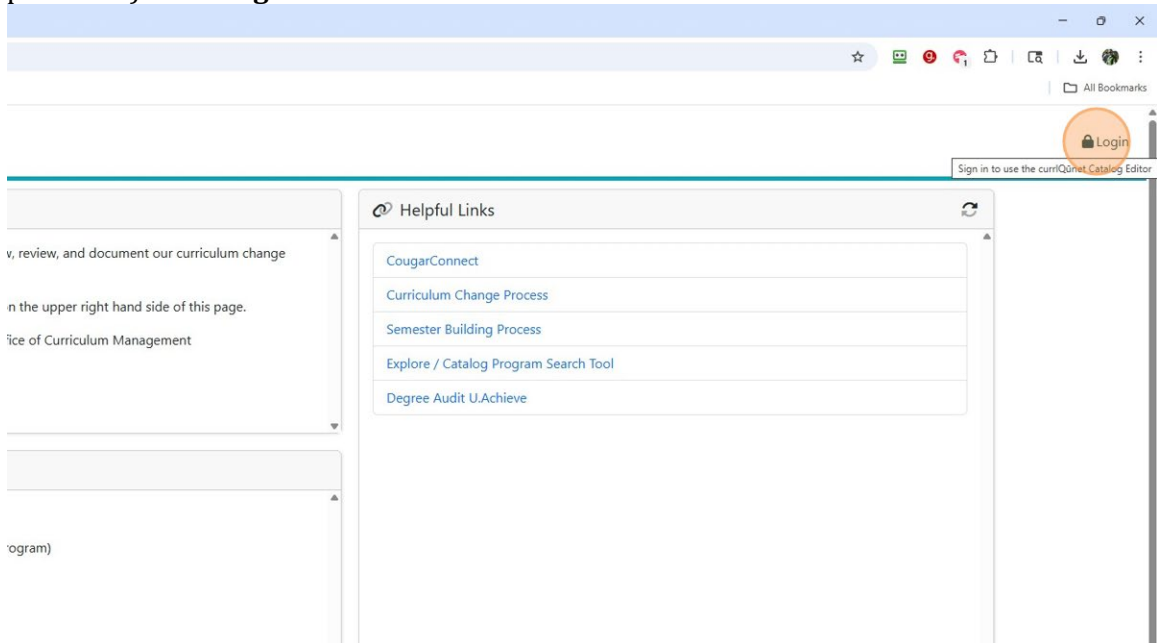 All Bookmarks
Login
Sign in to use the currIQūnet Catalog Editor
Helpful Links
review, and document our curriculum change
CougarConnect
n the upper right hand side of this page.
Curriculum Change Process
Semester Building Process
fice of Curriculum Management
Explore / Catalog Program Search Tool
Degree Audit U.Achieve
rogram)